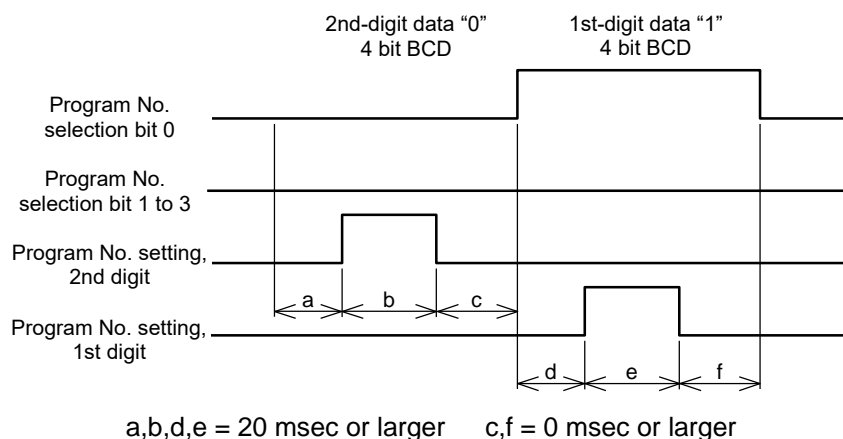 2nd-digit data “0”
4 bit BCD
1st-digit data “1”
4 bit BCD
Program No.
selection bit 0
Program No.
selection bit 1 to 3
Program No. setting,
2nd digit
a
b
c
Program No. setting,
1st digit
d
e
f
a,b,d,e = 20 msec or larger c,f = 0 msec or larger